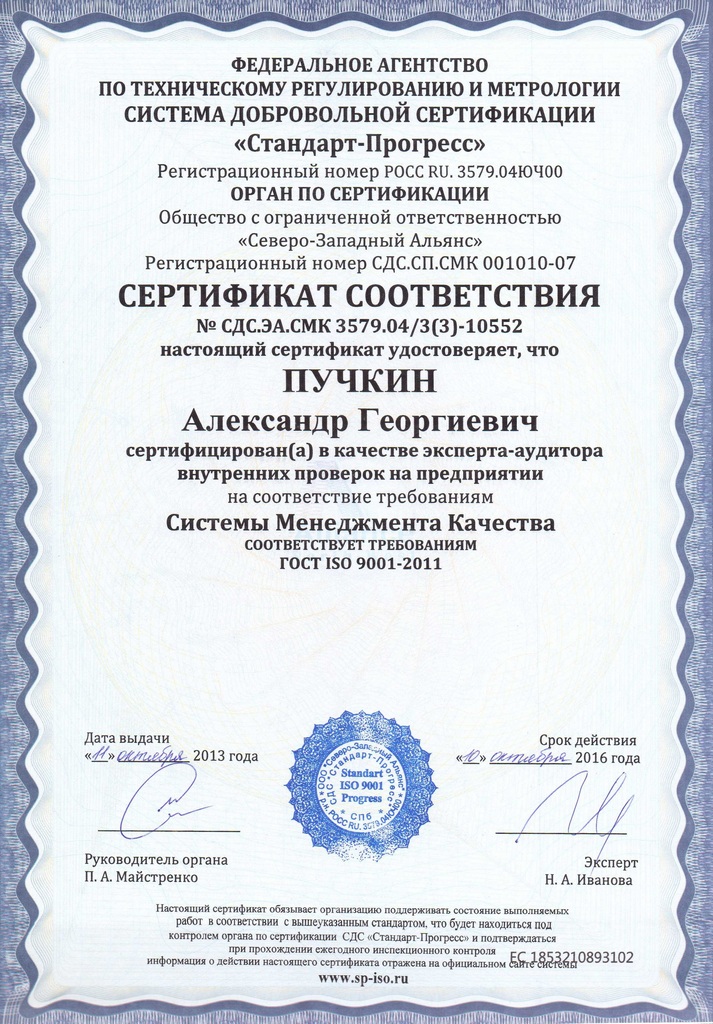 ФЕДЕРАЛЬНОЕ АГЕНТСТВО
ПО ТЕХНИЧЕСКОМУ РЕГУЛИРОВАНИЮ И МЕТРОЛОГИИ
СИСТЕМА ДОБРОВОЛЬНОЙ СЕРТИФИКАЦИИ
«Стандарт-Прогресс»
Регистрационный номер РОСС RU. 3579.04ЮЧ00
ОРГАН ПО СЕРТИФИКАЦИИ
Общество с ограниченной ответственностью
«Северо-Западный Альянс»
Регистрационный номер СДС.СП.СМК 001010-07
СЕРТИФИКАТ СООТВЕТСТВИЯ
№ СДС.ЭА.СМК 3579.04/3(3)-10552
настоящий сертификат удостоверяет, что
ПУЧКИН
Александр Георгиевич
сертифицирован(а) в качестве эксперта-аудитора
внутренних проверок на предприятии
на соответствие требованиям
Системы Менеджмента Качества
СООТВЕТСТВУЕТ ТРЕБОВАНИЯМ
ГОСТ ISO 9001-2011
Дата выдачи
«11» октября 2013 года
Срок действия
«10» октября 2016 года
ООО "Северо-Западный Альянс"
СДС "Стандарт-Прогресс"
Standart
ISO 9001
Progress
СПб
р.н. РОСС RU. 3579.04ЮЧ00
Руководитель органа
П. А. Майстренко
Эксперт
Н. А. Иванова
Настоящий сертификат обязывает организацию поддерживать состояние выполняемых
работ в соответствии с вышеуказанным стандартом, что будет находиться под
контролем органа по сертификации СДС «Стандарт-Прогресс» и подтверждаться
при прохождении ежегодного инспекционного контроля
информация о действии настоящего сертификата отражена на официальном сайте системы
ЕС 1853210893102
www.sp-iso.ru